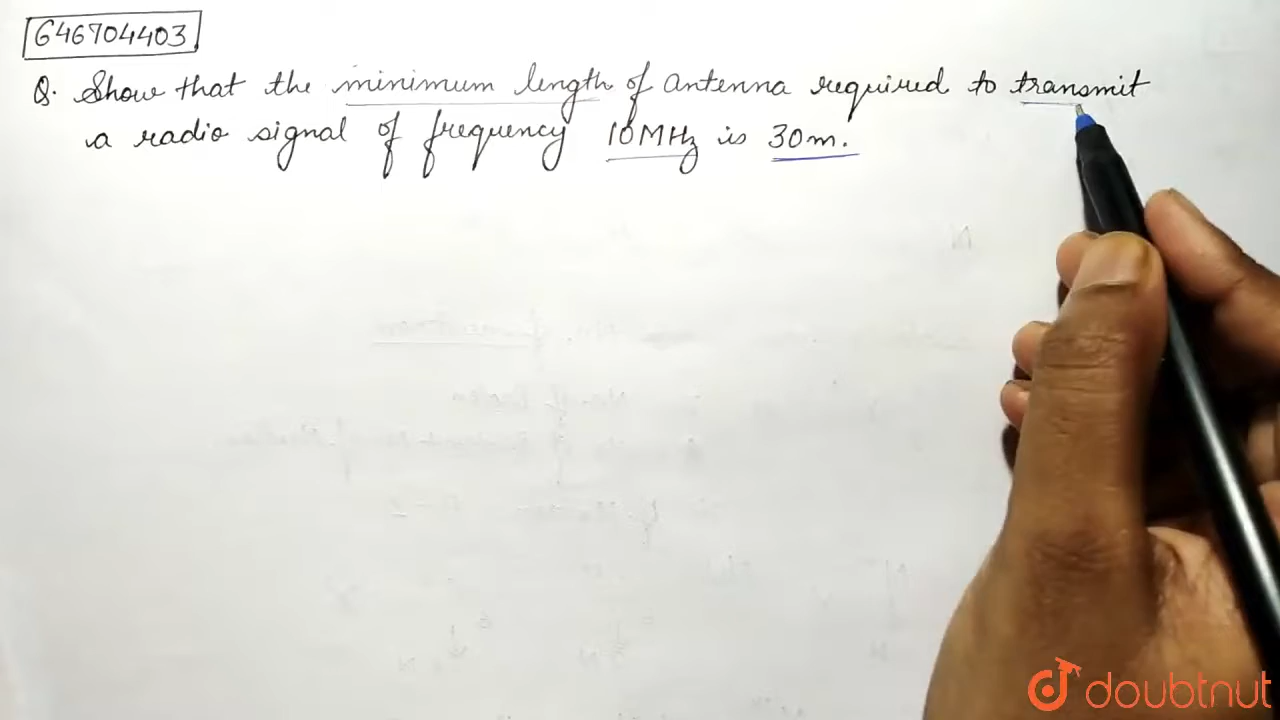 646704403
Q. Show that the minimum length of antenna required to transmit
a radio signal of frequency 10MHz is 30m.
doubtnut